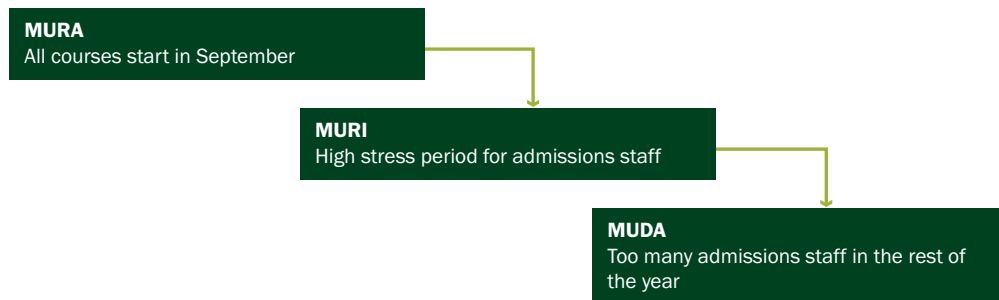 MURA
All courses start in September
MURI
High stress period for admissions staff
MUDA
Too many admissions staff in the rest of
the year